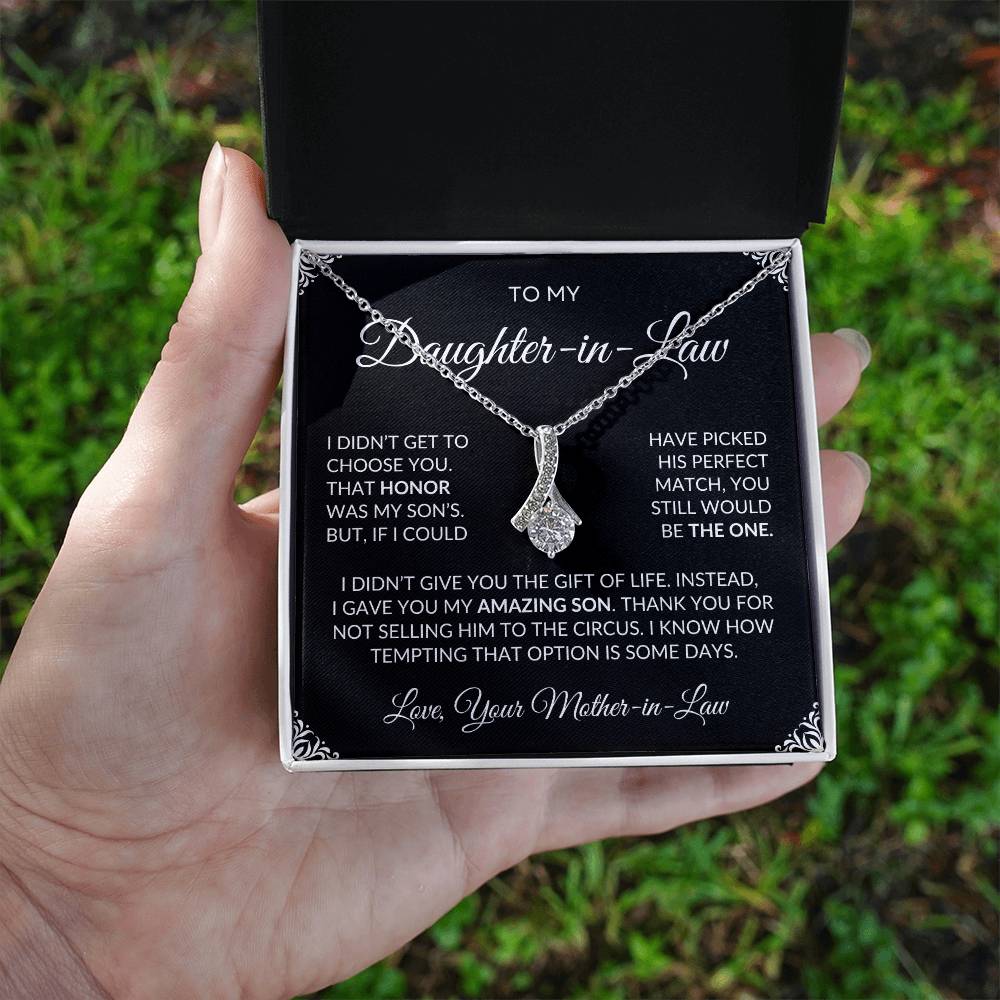 TO MY
Daughter-in-Law
I DIDN'T GET TO
CHOOSE YOU.
THAT HONOR
WAS MY SON'S.
BUT, IF I COULD
HAVE PICKED
HIS PERFECT
MATCH, YOU
STILL WOULD
BE THE ONE.
I DIDN'T GIVE YOU THE GIFT OF LIFE. INSTEAD,
I GAVE YOU MY AMAZING SON. THANK YOU FOR
NOT SELLING HIM TO THE CIRCUS. I KNOW HOW
TEMPTING THAT OPTION IS SOME DAYS.
Love, Your Mother-in-Law